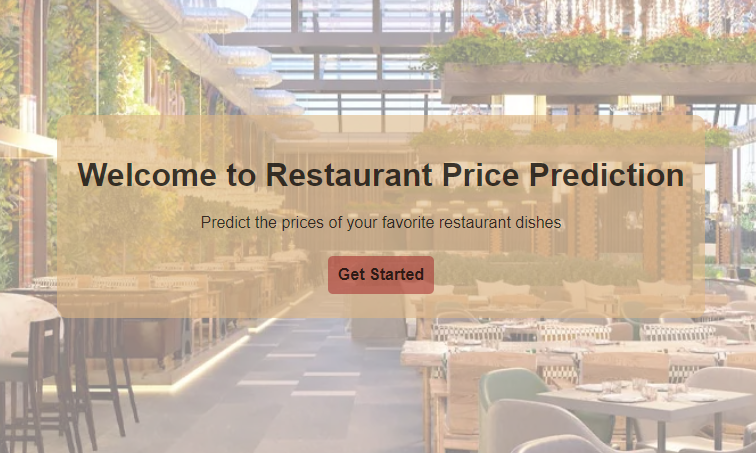 Welcome to Restaurant Price Prediction
Predict the prices of your favorite restaurant dishes
Get Started